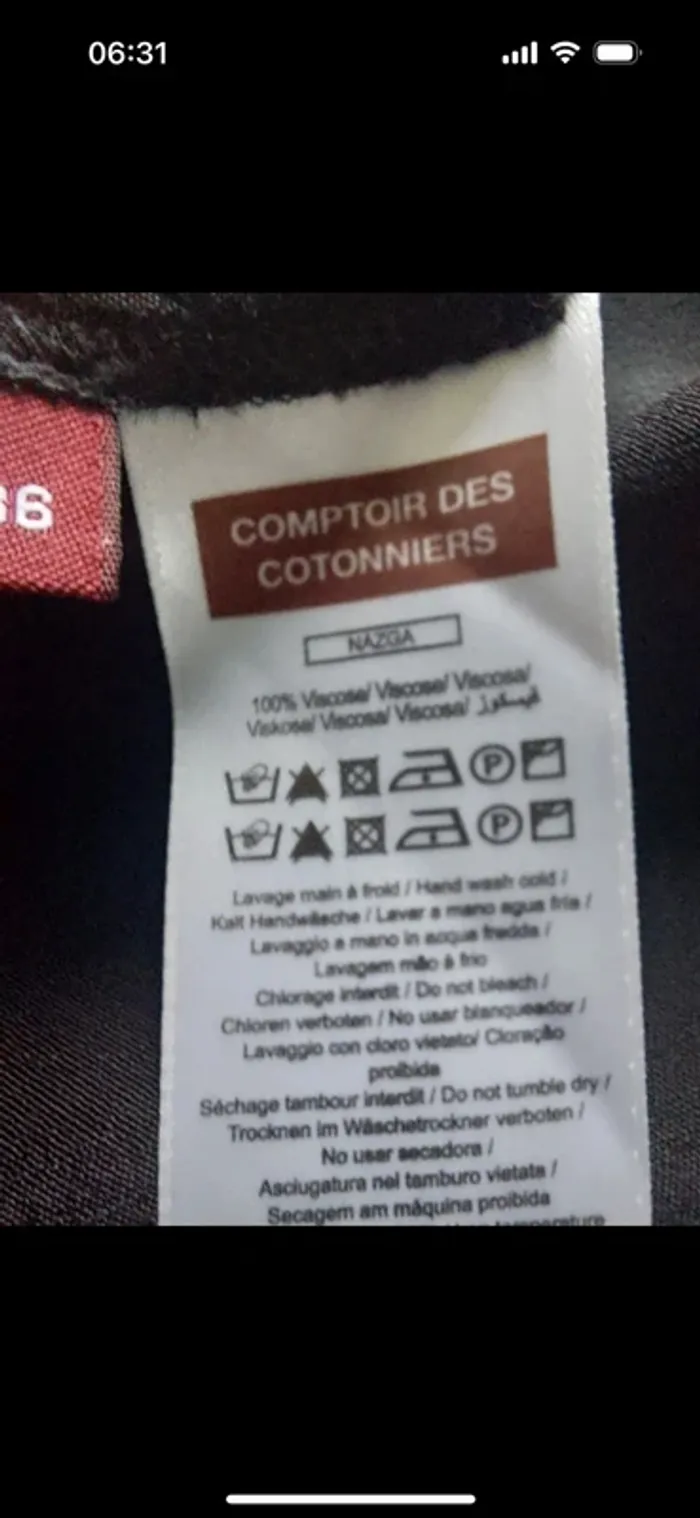 06:31
36
COMPTOIR DES
COTONNIERS
NAZGA
100% Viscose/ Viscose/ Viscosa/
Viskose/ Viscosa/ Viscosa/ فيسكوز
P
P
Lavage main à froid / Hand wash cold /
Kalt Handwäsche / Lavar a mano agua fria /
Lavaggio a mano in acqua fredda /
Lavagem mão à frio
Chlorage interdit / Do not bleach /
Chloren verboten / No usar blanqueador /
Lavaggio con cloro vietato/ Cloração
proibida
Séchage tambour interdit / Do not tumble dry /
Trocknen im Wäschetrockner verboten /
No usar secadora /
Asciugatura nel tamburo vietata /
Secagem am máquina proibida
temperature